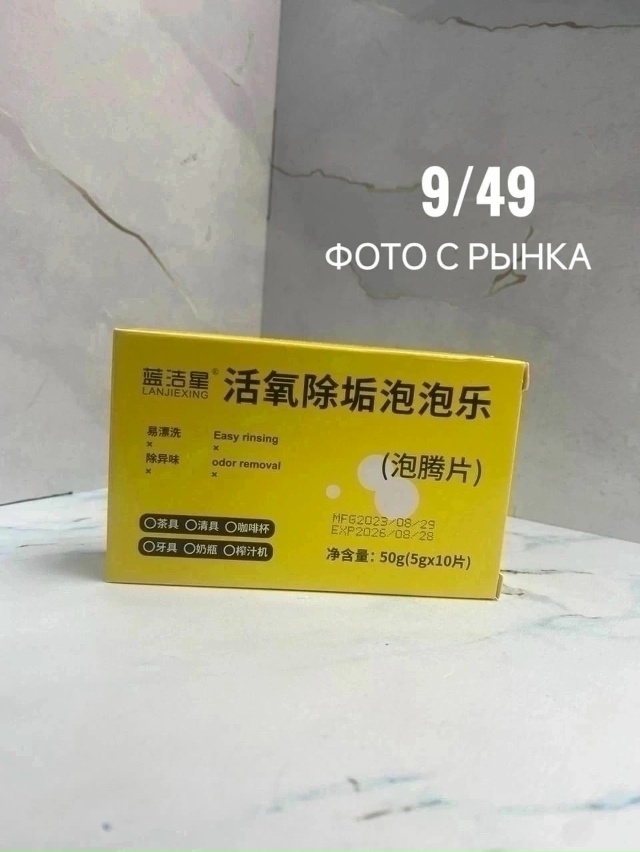 9/49
ФОТО С РЫНКА
蓝洁星®
LANJIEXING
活氧除垢泡泡乐
(泡腾片)
易漂洗
×
Easy rinsing
×
除异味
×
odor removal
×
○茶具 ○清具 ○咖啡杯
○牙具 ○奶瓶 ○榨汁机
MFG2023/08/29
EXP2026/08/28
净含量：50g(5gx10片)